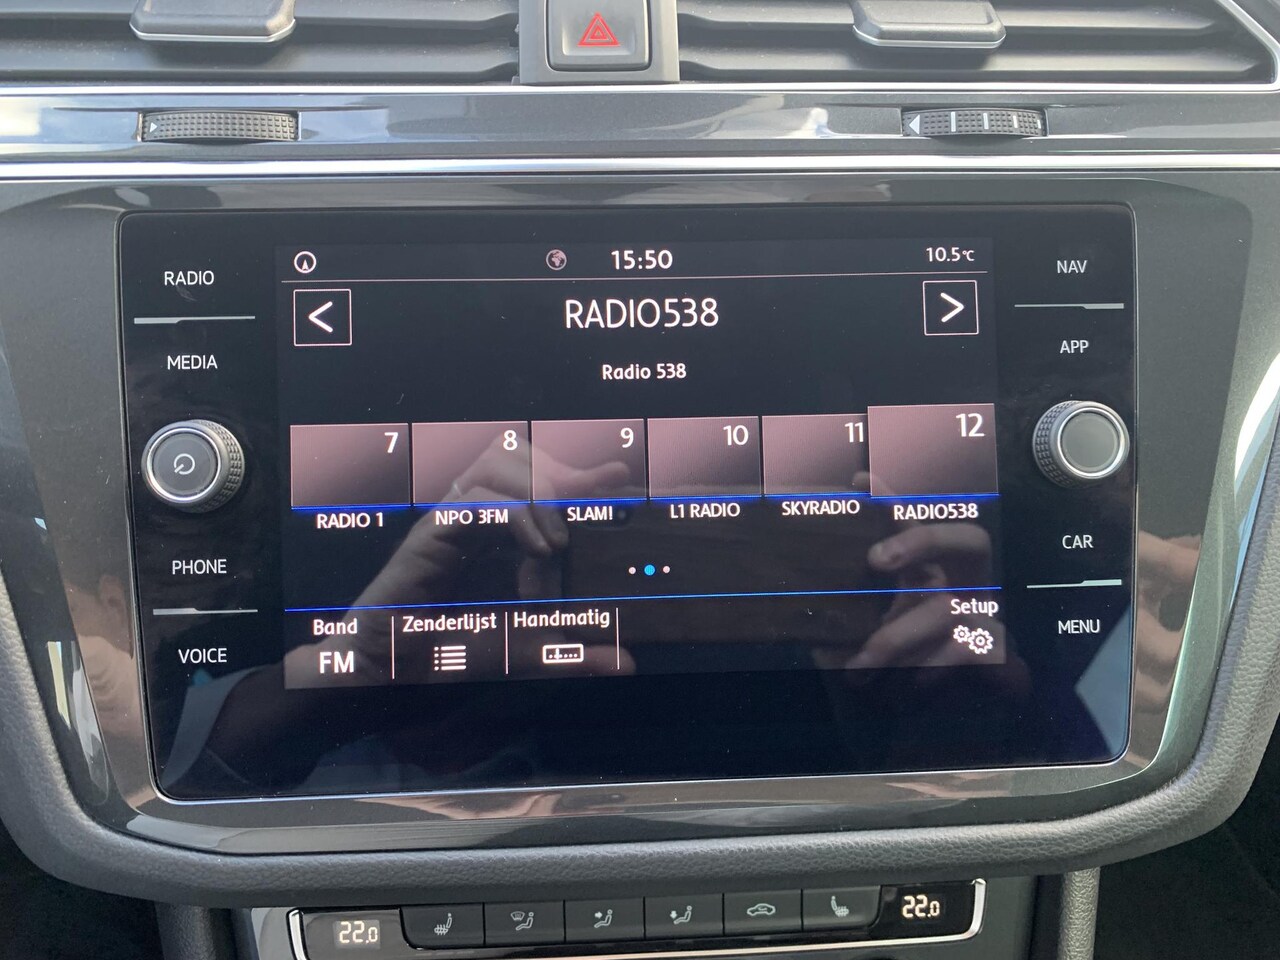 RADIO
MEDIA
PHONE
VOICE
15:50
10.5°C
RADIO538
Radio 538
7
8
9
10
11
12
RADIO 1
NPO 3FM
SLAM!
L1 RADIO
SKYRADIO
RADIO538
Band
FM
Zenderlijst
Handmatig
Setup
NAV
APP
CAR
MENU
22.0
22.0